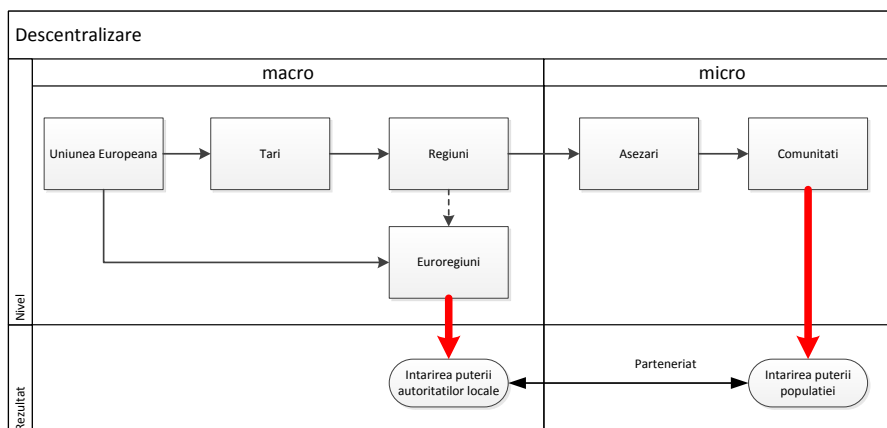 Descentralizare
macro
micro
Nivel
Uniunea Europeana
Tari
Regiuni
Asezari
Comunitati
Euroregiuni
Rezultat
Intarirea puterii
autoritatilor locale
Parteneriat
Intarirea puterii
populatiei